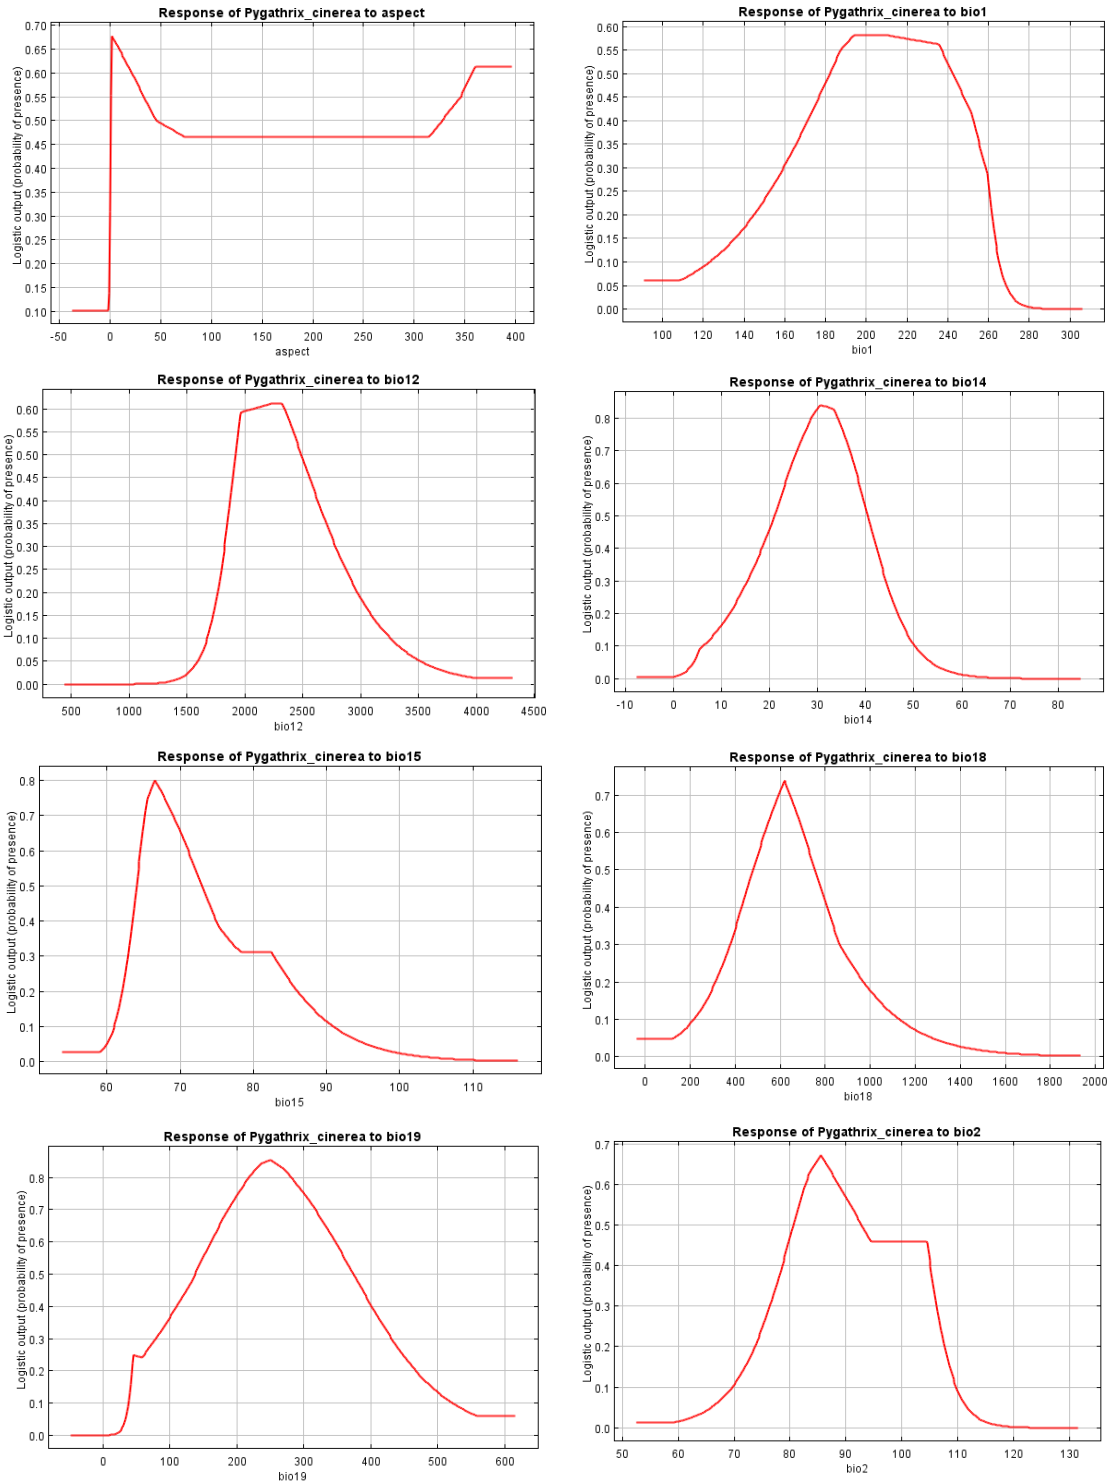 Response of Pygathrix_cinerea to aspect
Logistic output (probability of presence)
0.70
0.65
0.60
0.55
0.50
0.45
0.40
0.35
0.30
0.25
0.20
0.15
0.10
-50 0 50 100 150 200 250 300 350 400
aspect
Response of Pygathrix_cinerea to bio1
Logistic output (probability of presence)
0.60
0.55
0.50
0.45
0.40
0.35
0.30
0.25
0.20
0.15
0.10
0.05
0.00
100 120 140 160 180 200 220 240 260 280 300
bio1
Response of Pygathrix_cinerea to bio12
Logistic output (probability of presence)
0.60
0.55
0.50
0.45
0.40
0.35
0.30
0.25
0.20
0.15
0.10
0.05
0.00
500 1000 1500 2000 2500 3000 3500 4000 4500
bio12
Response of Pygathrix_cinerea to bio14
Logistic output (probability of presence)
0.8
0.7
0.6
0.5
0.4
0.3
0.2
0.1
0.0
-10 0 10 20 30 40 50 60 70 80
bio14
Response of Pygathrix_cinerea to bio15
Logistic output (probability of presence)
0.8
0.7
0.6
0.5
0.4
0.3
0.2
0.1
0.0
60 70 80 90 100 110
bio15
Response of Pygathrix_cinerea to bio18
Logistic output (probability of presence)
0.7
0.6
0.5
0.4
0.3
0.2
0.1
0.0
0 200 400 600 800 1000 1200 1400 1600 1800 2000
bio18
Response of Pygathrix_cinerea to bio19
Logistic output (probability of presence)
0.8
0.7
0.6
0.5
0.4
0.3
0.2
0.1
0.0
0 100 200 300 400 500 600
bio19
Response of Pygathrix_cinerea to bio2
Logistic output (probability of presence)
0.7
0.6
0.5
0.4
0.3
0.2
0.1
0.0
50 60 70 80 90 100 110 120 130
bio2